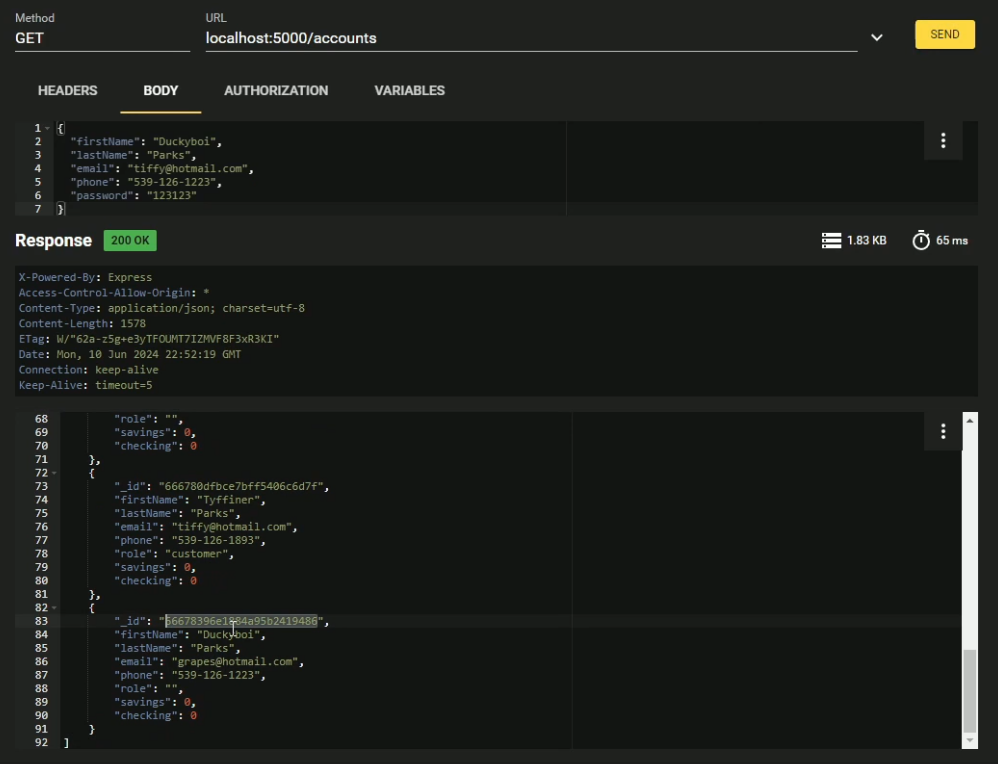 Method
URL
GET
localhost:5000/accounts
SEND
HEADERS
BODY
AUTHORIZATION
VARIABLES
1 {
2 "firstName": "Duckyboi",
3 "lastName": "Parks",
4 "email": "tiffy@hotmail.com",
5 "phone": "539-126-1223",
6 "password": "123123"
7 }
Response 200 OK
1.83 KB
65 ms
X-Powered-By: Express
Access-Control-Allow-Origin: *
Content-Type: application/json; charset=utf-8
Content-Length: 1578
ETag: W/"62a-z5g+e3yTFOUMT7IZMVF8F3xR3KI"
Date: Mon, 10 Jun 2024 22:52:19 GMT
Connection: keep-alive
Keep-Alive: timeout=5
68 "role": "",
69 "savings": 0,
70 "checking": 0
71 },
72 {
73 "_id": "666780dfbce7bff5406c6d7f",
74 "firstName": "Tyffiner",
75 "lastName": "Parks",
76 "email": "tiffy@hotmail.com",
77 "phone": "539-126-1893",
78 "role": "customer",
79 "savings": 0,
80 "checking": 0
81 },
82 {
83 "_id": "66678396e1884a95b2419486",
84 "firstName": "Duckyboi",
85 "lastName": "Parks",
86 "email": "grapes@hotmail.com",
87 "phone": "539-126-1223",
88 "role": "",
89 "savings": 0,
90 "checking": 0
91 }
92 ]